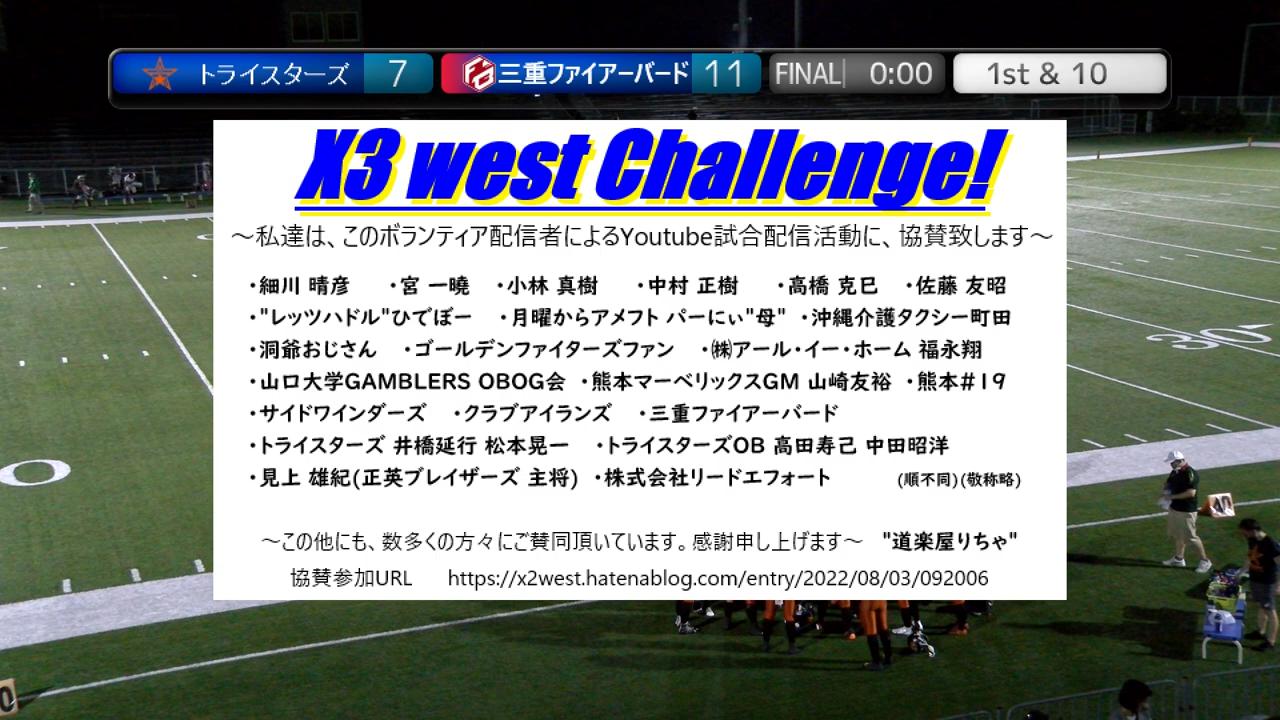 トライスターズ 7 三重ファイアーバード 11 FINAL 0:00 1st & 10
X3 west Challenge!
～私達は、このボランティア配信者によるYoutube試合配信活動に、協賛致します～
・細川 晴彦 ・宮 一曉 ・小林 真樹 ・中村 正樹 ・高橋 克巳 ・佐藤 友昭
・"レッツハドル"ひでぼー ・月曜からアメフト パーにぃ"母" ・沖縄介護タクシー町田
・洞爺おじさん ・ゴールデンファイターズファン ・㈱アール・イー・ホーム 福永翔
・山口大学GAMBLERS OBOG会 ・熊本マーベリックスGM 山崎友裕 ・熊本#19
・サイドワインダーズ ・クラブアイランズ ・三重ファイアーバード
・トライスターズ 井橋延行 松本晃一 ・トライスターズOB 高田寿己 中田昭洋
・見上 雄紀(正英ブレイザーズ 主将) ・株式会社リードエフォート (順不同)(敬称略)
～この他にも、数多くの方々にご賛同頂いています。感謝申し上げます～ "道楽屋りちゃ"
協賛参加URL https://x2west.hatenablog.com/entry/2022/08/03/092006
30